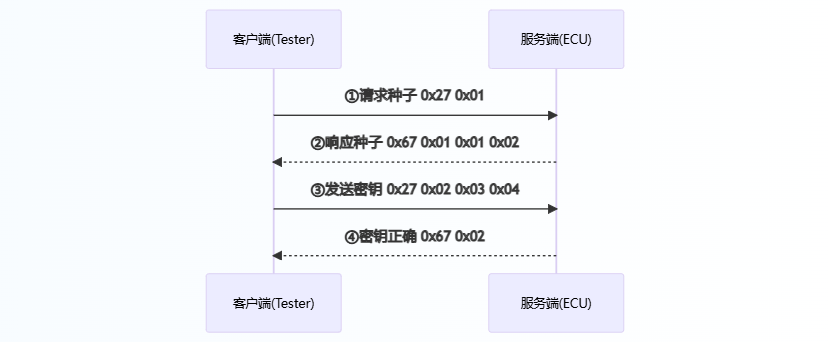 客户端(Tester)
服务端(ECU)
①请求种子 0x27 0x01
②响应种子 0x67 0x01 0x01 0x02
③发送密钥 0x27 0x02 0x03 0x04
④密钥正确 0x67 0x02
客户端(Tester)
服务端(ECU)